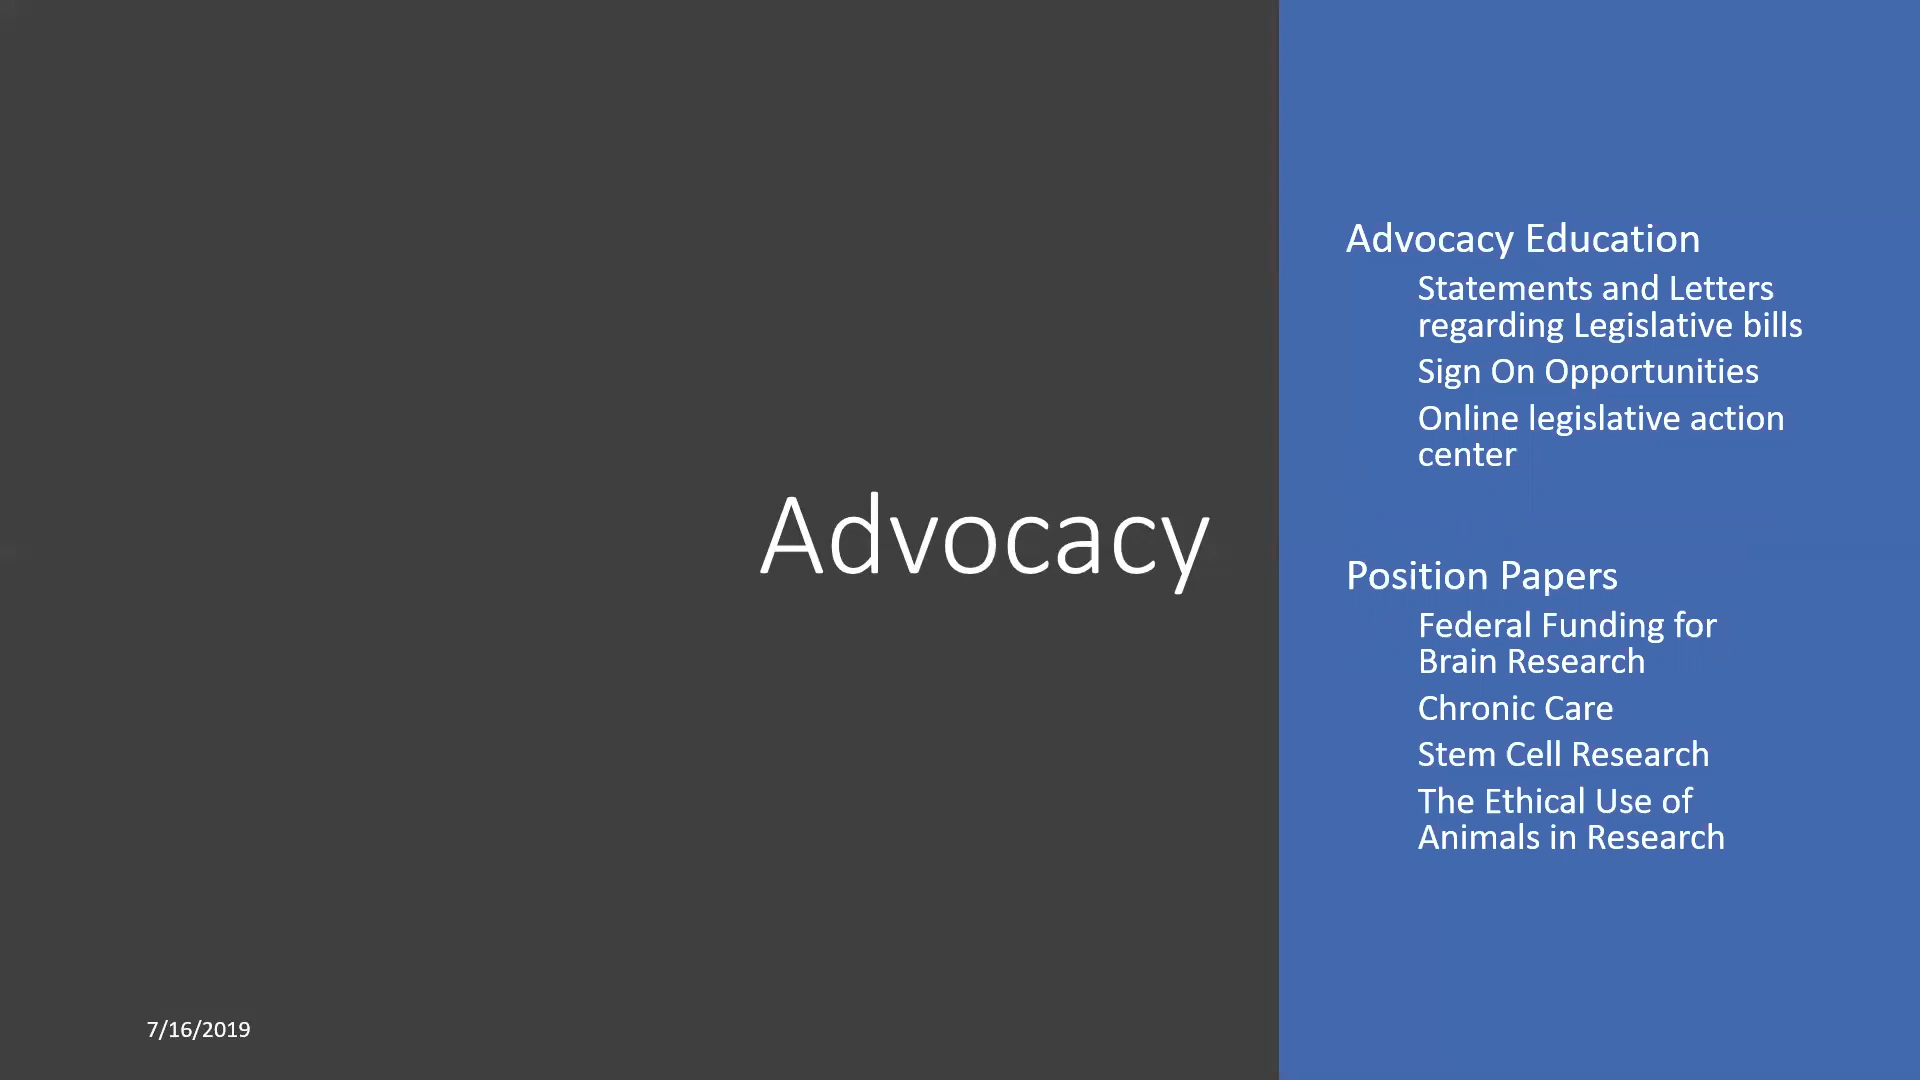 Advocacy
Advocacy Education
Statements and Letters
regarding Legislative bills
Sign On Opportunities
Online legislative action
center
Position Papers
Federal Funding for
Brain Research
Chronic Care
Stem Cell Research
The Ethical Use of
Animals in Research
7/16/2019